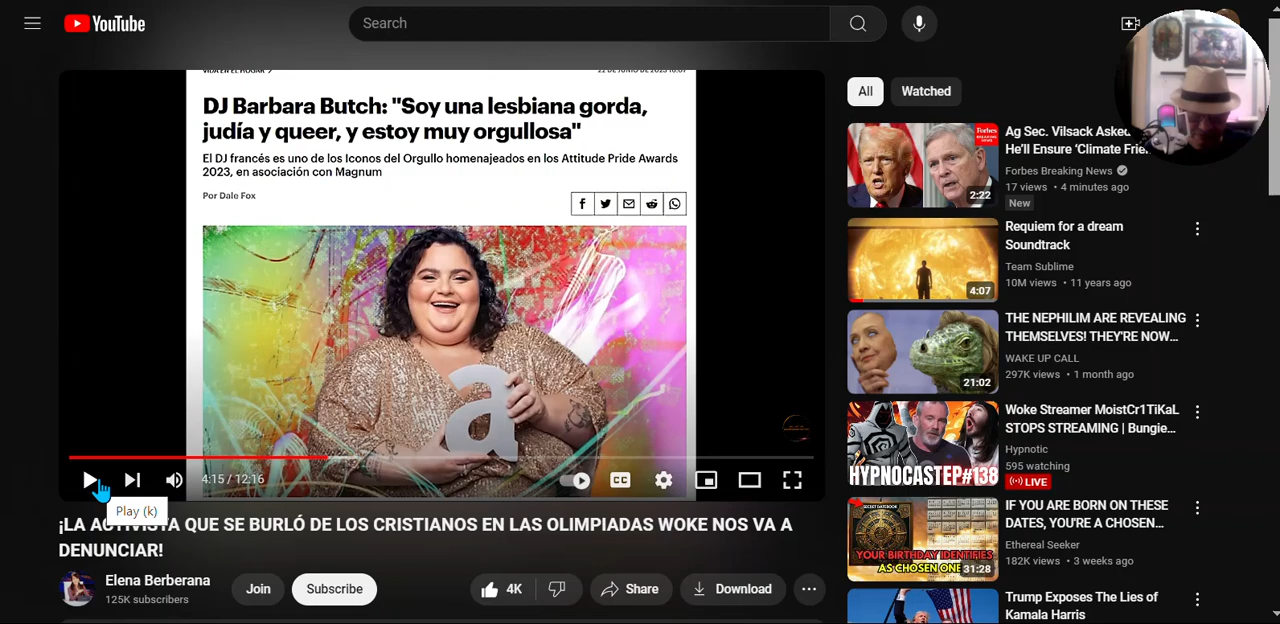 YouTube
Search
22 DE JUNIO DE 2023 16:07
DJ Barbara Butch: "Soy una lesbiana gorda,
judía y queer, y estoy muy orgullosa"
El DJ francés es uno de los Iconos del Orgullo homenajeados en los Attitude Pride Awards
2023, en asociación con Magnum
Por Dale Fox
a
4:15 / 12:16
CC
Play (k)
¡LA ACTIVISTA QUE SE BURLÓ DE LOS CRISTIANOS EN LAS OLIMPIADAS WOKE NOS VA A
DENUNCIAR!
Elena Berberana
125K subscribers
Join
Subscribe
4K
Share
Download
All
Watched
Forbes
2:22
Ag Sec. Vilsack Asked
He'll Ensure 'Climate Frie
Forbes Breaking News
17 views • 4 minutes ago
New
4:07
Requiem for a dream
Soundtrack
Team Sublime
10M views • 11 years ago
21:02
THE NEPHILIM ARE REVEALING
THEMSELVES! THEY'RE NOW...
WAKE UP CALL
297K views • 1 month ago
HYPNOCASTEP#138
Woke Streamer MoistCr1TiKaL
STOPS STREAMING | Bungie...
Hypnotic
595 watching
LIVE
YOUR BIRTHDAY IDENTIFIES
AS CHOSEN ONE
31:28
IF YOU ARE BORN ON THESE
DATES, YOU'RE A CHOSEN...
Ethereal Seeker
182K views • 3 weeks ago
Trump Exposes The Lies of
Kamala Harris